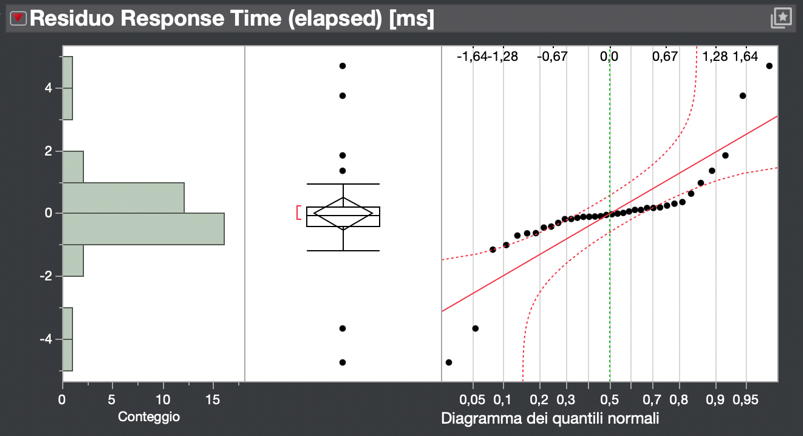 Residuo Response Time (elapsed) [ms]
-1,64 -1,28 -0,67 0,0 0,67 1,28 1,64
4
2
0
-2
-4
0 5 10 15
0,05 0,1 0,2 0,3 0,5 0,7 0,8 0,9 0,95
Conteggio
Diagramma dei quantili normali